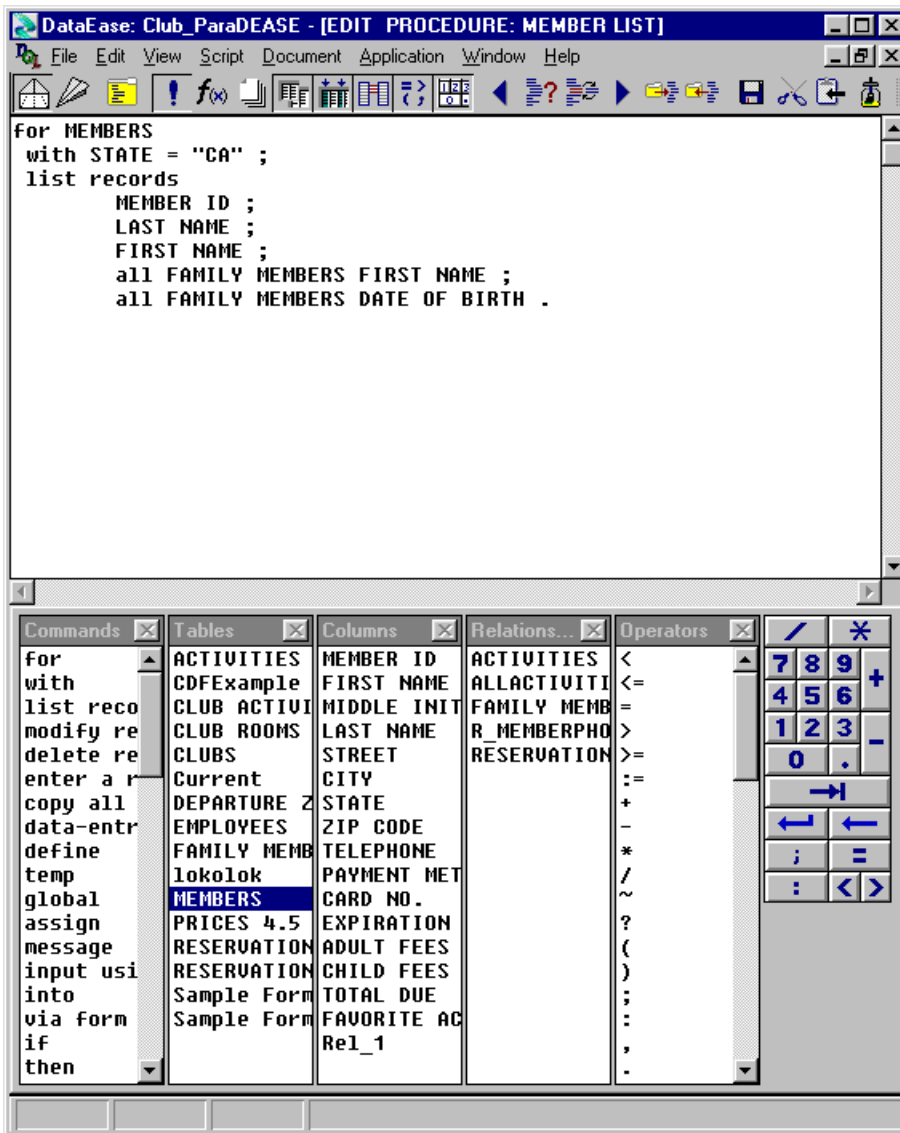 DataEase: Club_ParaDEASE - [EDIT PROCEDURE: MEMBER LIST]
File Edit View Script Document Application Window Help
for MEMBERS
with STATE = "CA" ;
list records
MEMBER ID ;
LAST NAME ;
FIRST NAME ;
all FAMILY MEMBERS FIRST NAME ;
all FAMILY MEMBERS DATE OF BIRTH .
Commands
for
with
list reco
modify re
delete re
enter a r
copy all
data-entr
define
temp
global
assign
message
input usi
into
via form
if
then
Tables
ACTIVITIES
CDFExample
CLUB ACTIVI
CLUB ROOMS
CLUBS
Current
DEPARTURE Z
EMPLOYEES
FAMILY MEMB
lokolok
MEMBERS
PRICES 4.5
RESERVATION
RESERVATION
Sample Form
Sample Form
Columns
MEMBER ID
FIRST NAME
MIDDLE INIT
LAST NAME
STREET
CITY
STATE
ZIP CODE
TELEPHONE
PAYMENT MET
CARD NO.
EXPIRATION
ADULT FEES
CHILD FEES
TOTAL DUE
FAVORITE AC
Rel_1
Relations...
ACTIVITIES
ALLACTIVITI
FAMILY MEMB
R_MEMBERPHO
RESERVATION
Operators
<
<=
=
>
>=
:=
+
-
*
/
~
?
(
)
;
:
,
.
/ *
7 8 9 +
4 5 6
1 2 3 -
0 .
; =
: < >